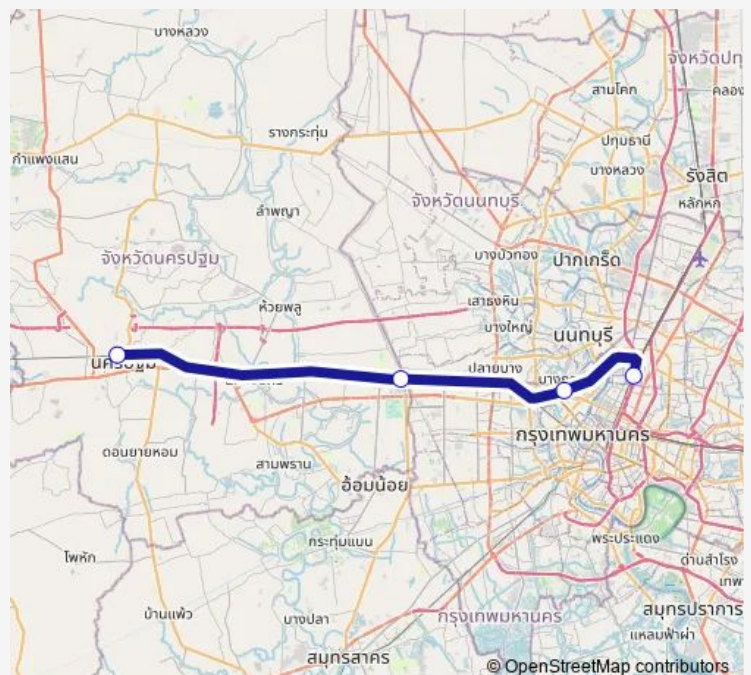 บางหลวง
จังหวัดปทุ
สามโคก
คลอง
รางกระทุ่ม
ปทุมธานี
กำแพงแสน
บางหลวง
รังสิต
จังหวัดนนทบุรี
หลักหก
ลำพญา
จังหวัดนครปฐม
บางบัวทอง
ปากเกร็ด
เสาธงหิน
ห้วยพลู
บางใหญ่
นนทบุรี
นครปฐม
ปลายบาง
กรุงเทพมหานคร
ดอนยายหอม
สามพราน
อ้อมน้อย
กระทุ่มแบน
พระประแดง
ไผ่หัก
ด่านสำโรง
เทพ
บ้านแพ้ว
บางปลา
กรุงเทพมหานคร
สมุทรปราการ
แหลมฟ้าผ่า
สมุทรสาคร
© OpenStreetMap contributors